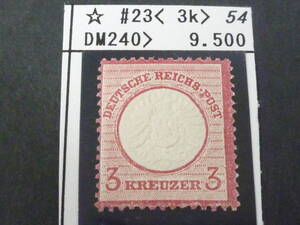 ☆ #23< 3k> 54
DM240> 9.500
DEUTSCHE REICHS-POST
3 KREUZER 3